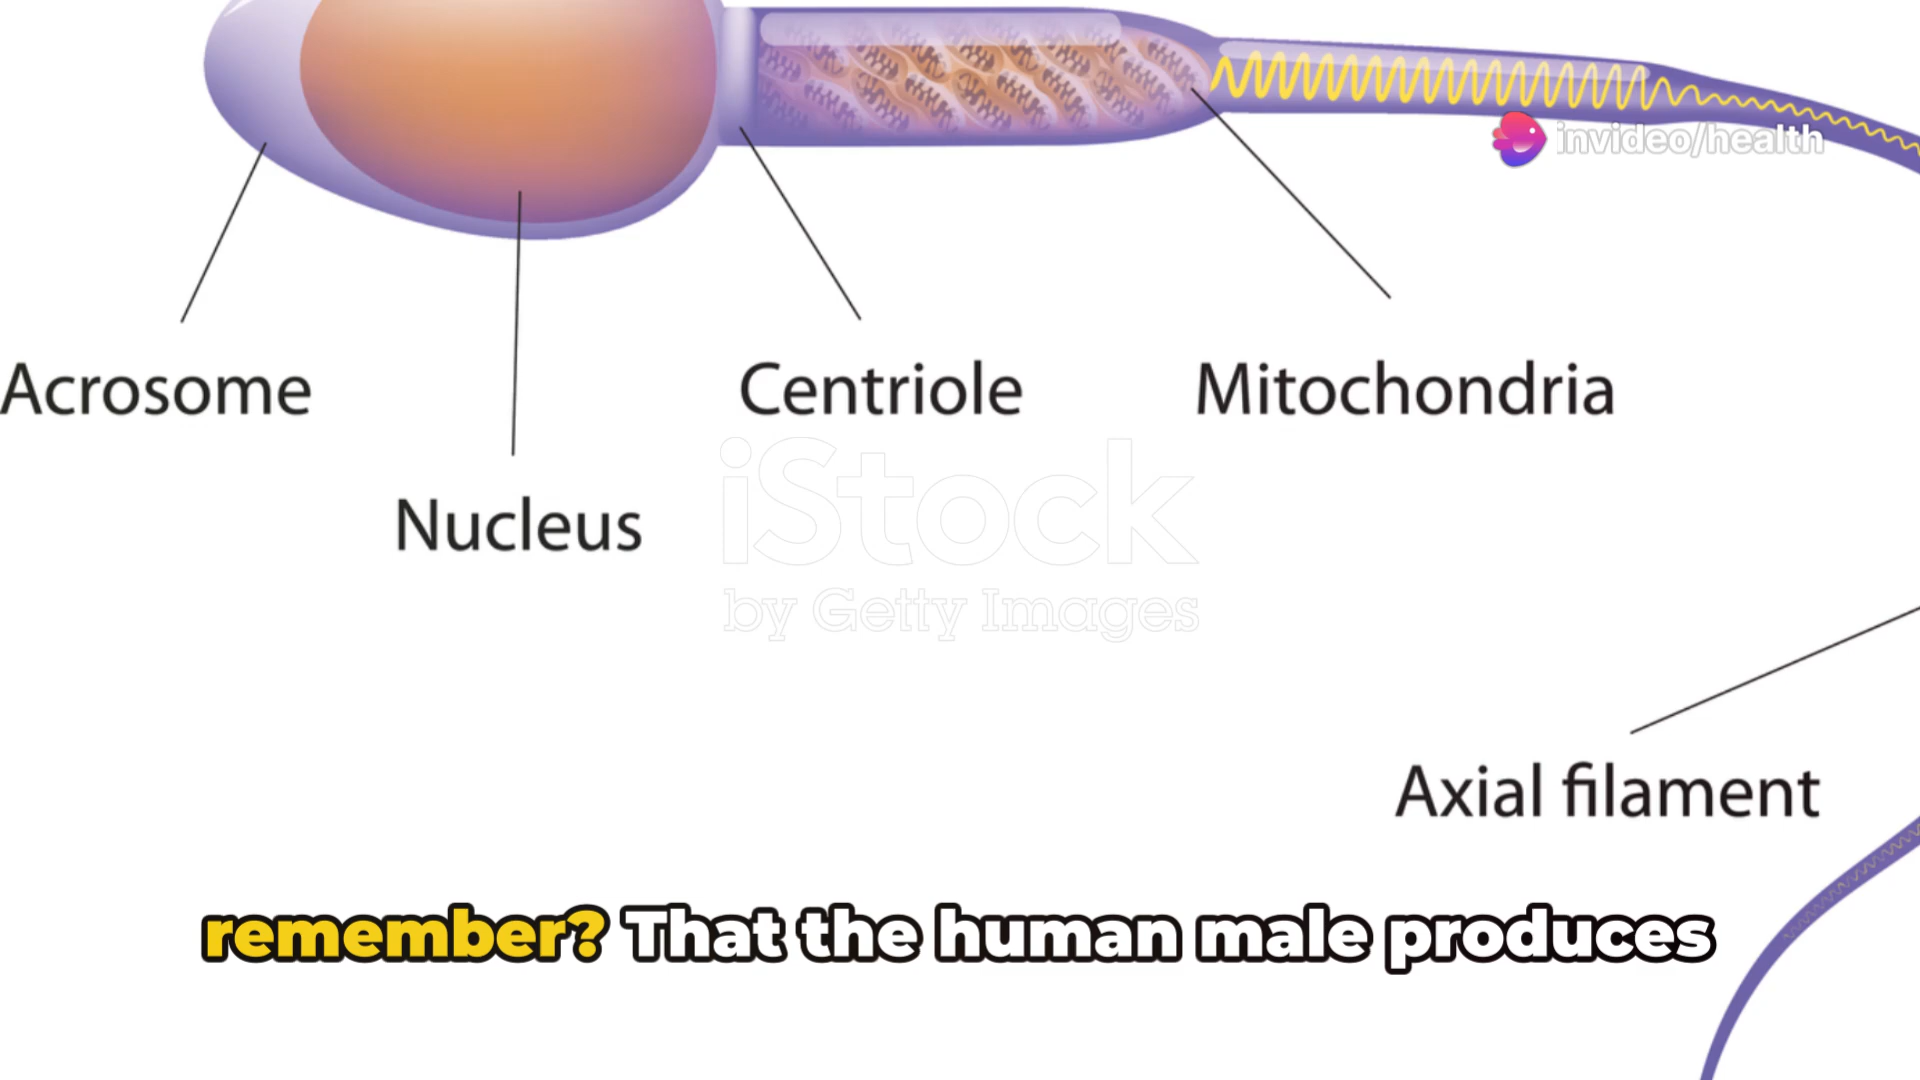 invideo/health
Acrosome
Centriole
Mitochondria
Nucleus
iStock
by Getty Images
Axial filament
remember? That the human male produces